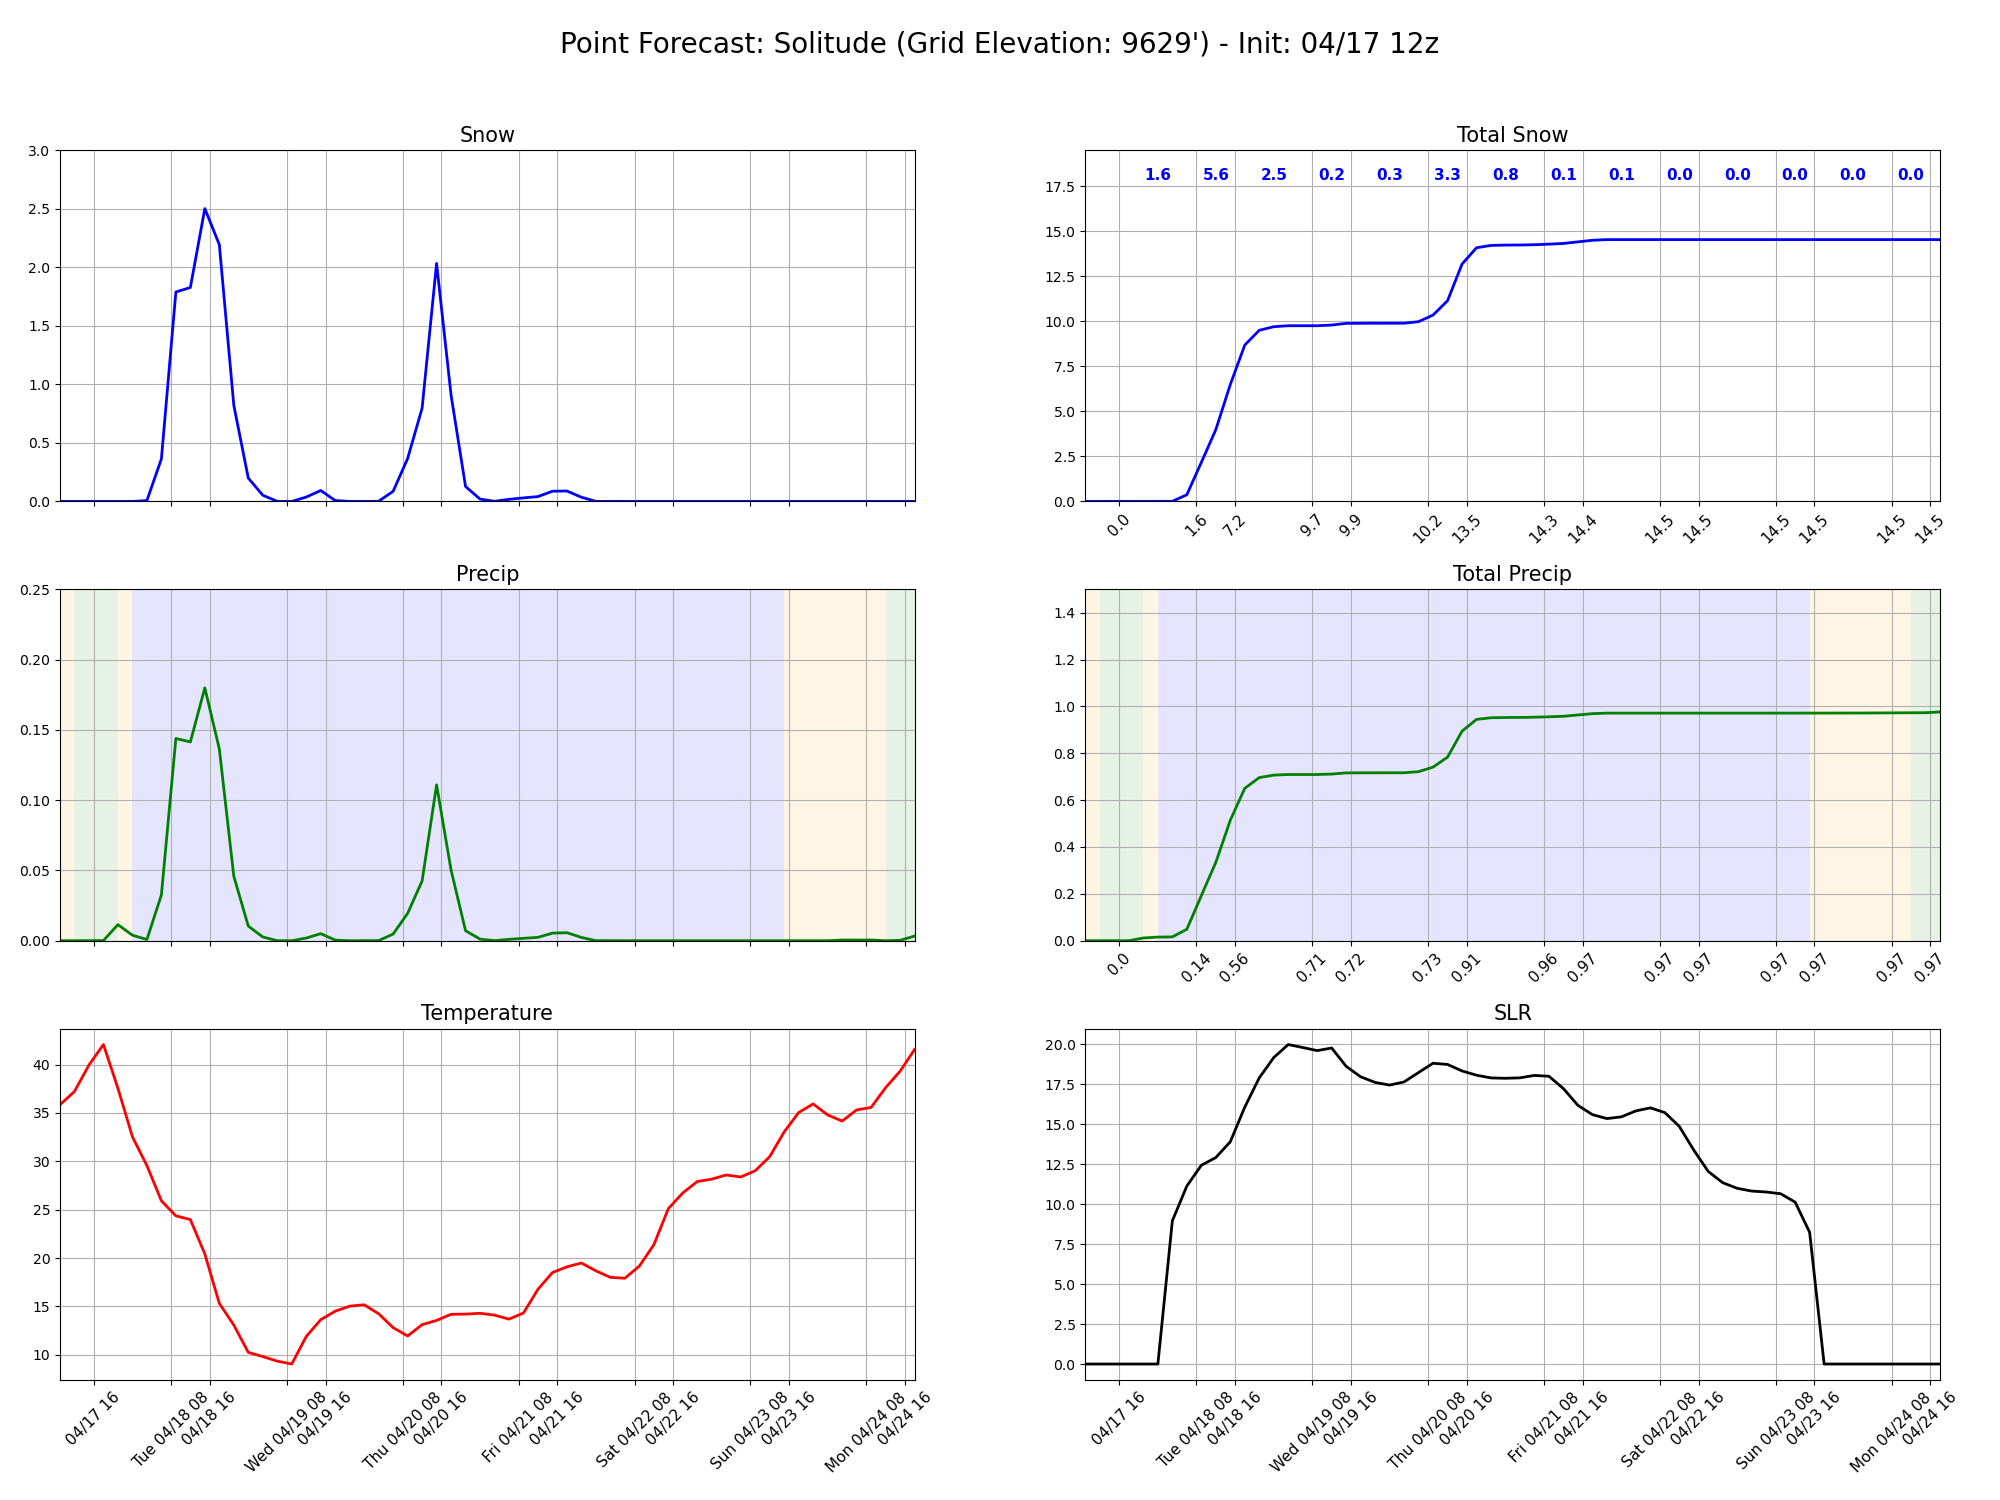 Point Forecast: Solitude (Grid Elevation: 9629') - Init: 04/17 12z
Snow
3.0
2.5
2.0
1.5
1.0
0.5
0.0
Total Snow
1.6 5.6 2.5 0.2 0.3 3.3 0.8 0.1 0.1 0.0 0.0 0.0 0.0 0.0
17.5
15.0
12.5
10.0
7.5
5.0
2.5
0.0
0.0 1.6 7.2 9.7 9.9 10.2 13.5 14.3 14.4 14.5 14.5 14.5 14.5 14.5 14.5
Precip
0.25
0.20
0.15
0.10
0.05
0.00
Total Precip
1.4
1.2
1.0
0.8
0.6
0.4
0.2
0.0
0.0 0.14 0.56 0.71 0.72 0.73 0.91 0.96 0.97 0.97 0.97 0.97 0.97 0.97 0.97
Temperature
40
35
30
25
20
15
10
04/17 16
Tue 04/18 08
04/18 16
Wed 04/19 08
04/19 16
Thu 04/20 08
04/20 16
Fri 04/21 08
04/21 16
Sat 04/22 08
04/22 16
Sun 04/23 08
04/23 16
Mon 04/24 08
04/24 16
SLR
20.0
17.5
15.0
12.5
10.0
7.5
5.0
2.5
0.0
04/17 16
Tue 04/18 08
04/18 16
Wed 04/19 08
04/19 16
Thu 04/20 08
04/20 16
Fri 04/21 08
04/21 16
Sat 04/22 08
04/22 16
Sun 04/23 08
04/23 16
Mon 04/24 08
04/24 16